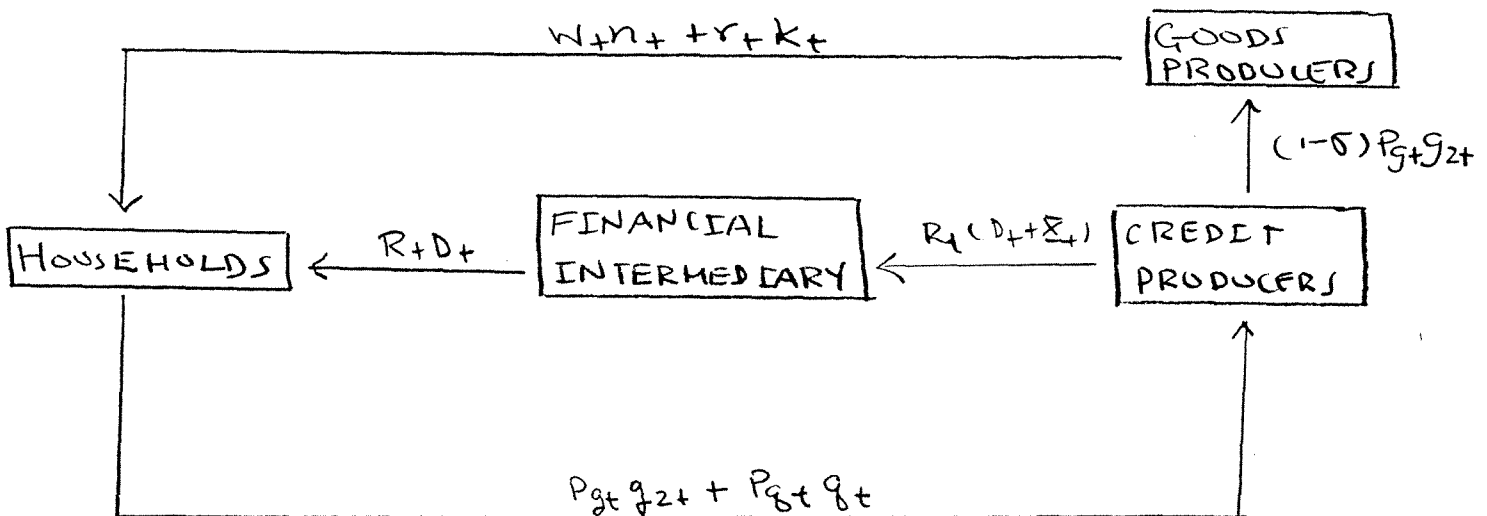 W_t n_t + r_t k_t
GOODS
PRODUCERS
(1-σ) P_gt g_2t
HOUSEHOLDS
R_t D_t
FINANCIAL
INTERMEDIARY
R_t (D_t + X_t)
CREDIT
PRODUCERS
P_gt g_2t + P_qt q_t